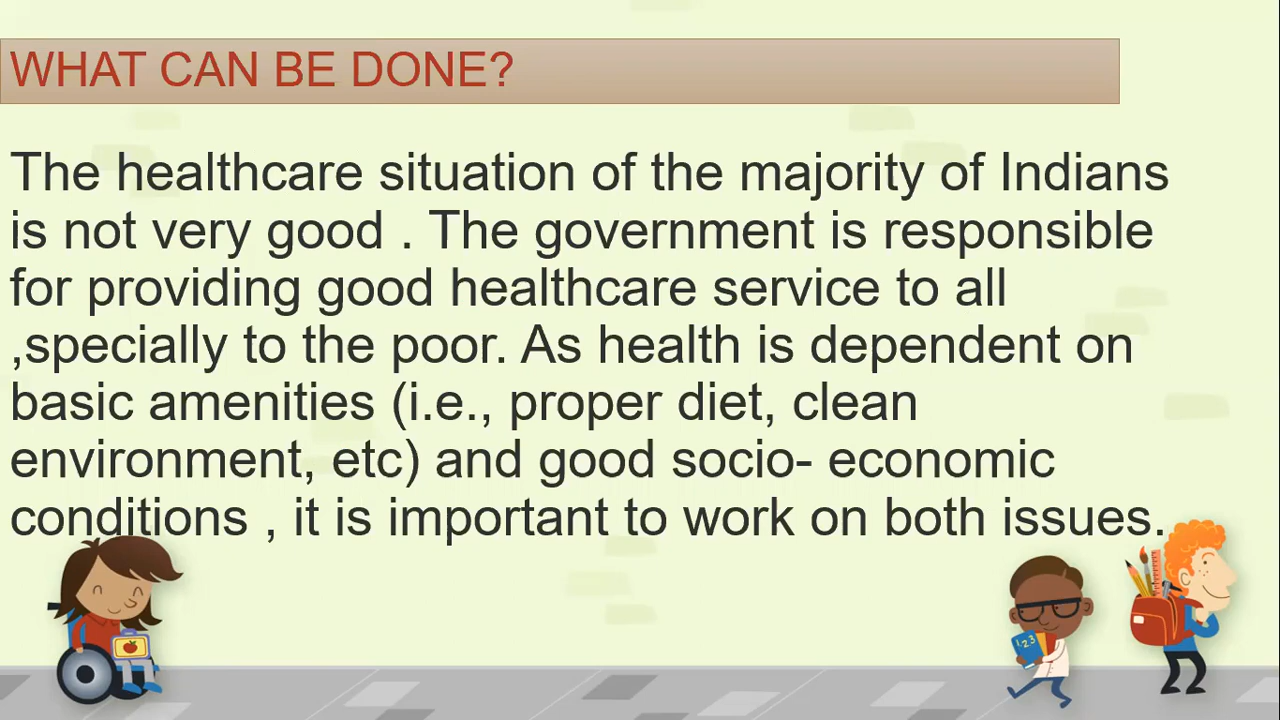 WHAT CAN BE DONE?
The healthcare situation of the majority of Indians
is not very good . The government is responsible
for providing good healthcare service to all
,specially to the poor. As health is dependent on
basic amenities (i.e., proper diet, clean
environment, etc) and good socio- economic
conditions , it is important to work on both issues.
123